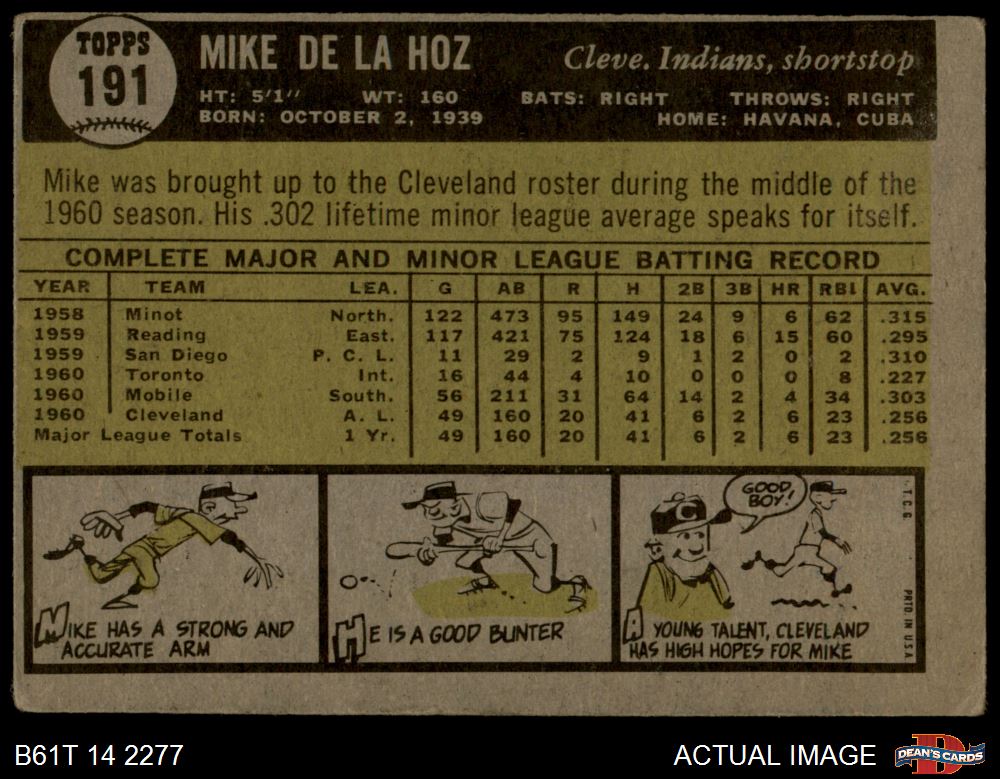 TOPPS
191
MIKE DE LA HOZ
Cleve. Indians, shortstop
HT: 5'1" WT: 160 BATS: RIGHT THROWS: RIGHT
BORN: OCTOBER 2, 1939 HOME: HAVANA, CUBA
Mike was brought up to the Cleveland roster during the middle of the
1960 season. His .302 lifetime minor league average speaks for itself.
COMPLETE MAJOR AND MINOR LEAGUE BATTING RECORD
YEAR TEAM LEA. G AB R H 2B 3B HR RBI AVG.
1958 Minot North. 122 473 95 149 24 9 6 62 .315
1959 Reading East. 117 421 75 124 18 6 15 60 .295
1959 San Diego P. C. L. 11 29 2 9 1 2 0 2 .310
1960 Toronto Int. 16 44 4 10 0 0 0 8 .227
1960 Mobile South. 56 211 31 64 14 2 4 34 .303
1960 Cleveland A. L. 49 160 20 41 6 2 6 23 .256
Major League Totals 1 Yr. 49 160 20 41 6 2 6 23 .256
MIKE HAS A STRONG AND
ACCURATE ARM
HE IS A GOOD BUNTER
GOOD
BOY!
C
A YOUNG TALENT, CLEVELAND
HAS HIGH HOPES FOR MIKE
T.C.G.
PRTD. IN U.S.A.
B61T 14 2277
ACTUAL IMAGE
D
DEAN'S CARDS